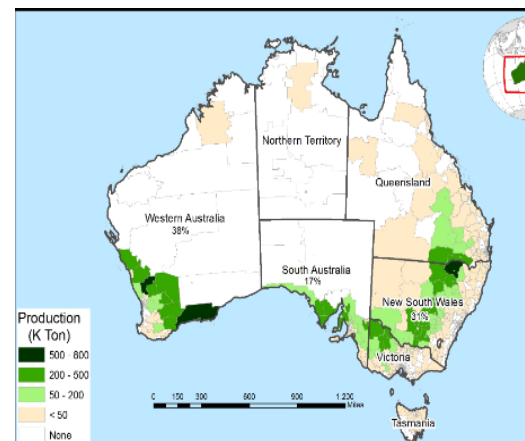 Northern Territory
Queensland
Western Australia
38%
South Australia
17%
New South Wales
31%
Victoria
Tasmania
Production
(K Ton)
500 - 800
200 - 500
50 - 200
< 50
None
0 150 300 600 900 1,200
Miles